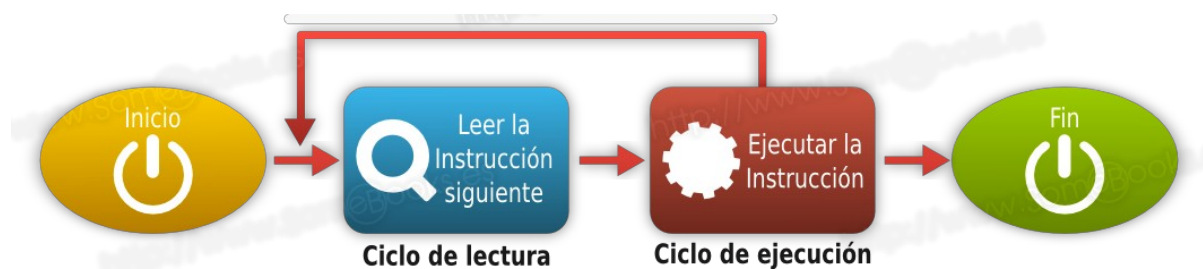 Inicio
Leer la
Instrucción
siguiente
Ejecutar la
Instrucción
Fin
Ciclo de lectura
Ciclo de ejecución